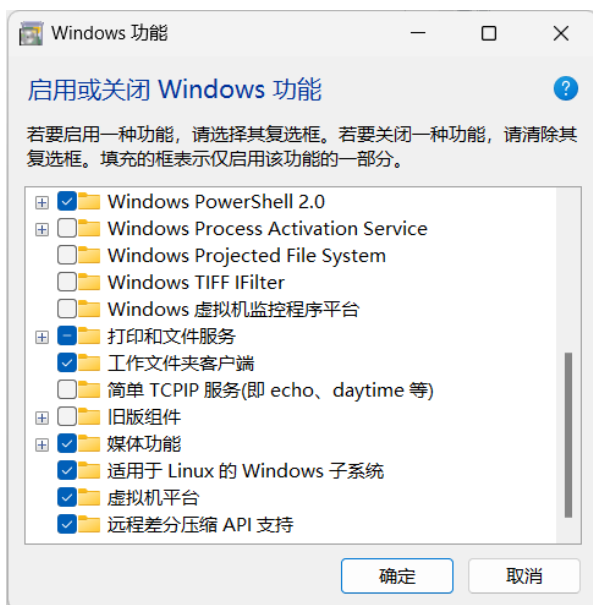 Windows 功能
启用或关闭 Windows 功能
若要启用一种功能，请选择其复选框。若要关闭一种功能，请清除其
复选框。填充的框表示仅启用该功能的一部分。
Windows PowerShell 2.0
Windows Process Activation Service
Windows Projected File System
Windows TIFF IFilter
Windows 虚拟机监控程序平台
打印和文件服务
工作文件夹客户端
简单 TCPIP 服务(即 echo、daytime 等)
旧版组件
媒体功能
适用于 Linux 的 Windows 子系统
虚拟机平台
远程差分压缩 API 支持
确定
取消